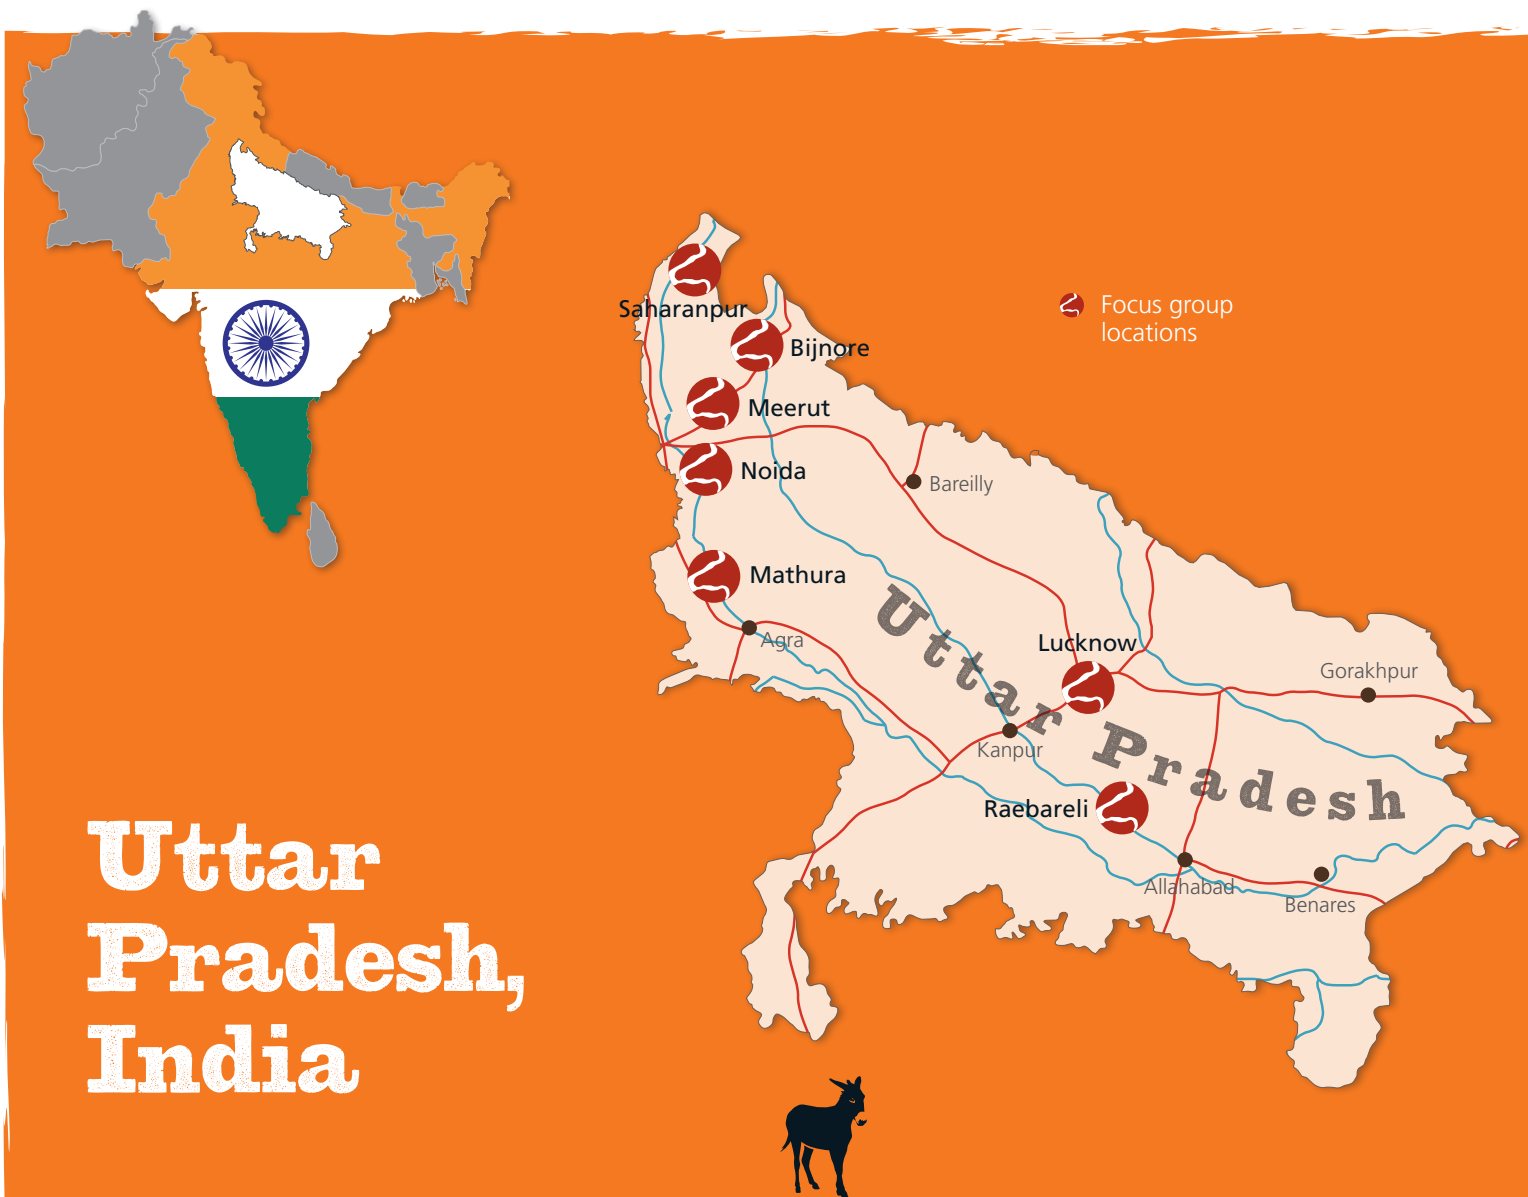 Saharanpur
Focus group
locations
Bijnore
Meerut
Noida
Bareilly
Mathura
Agra
Lucknow
Gorakhpur
Uttar Pradesh
Kanpur
Raebareli
Allahabad
Benares
Uttar
Pradesh,
India